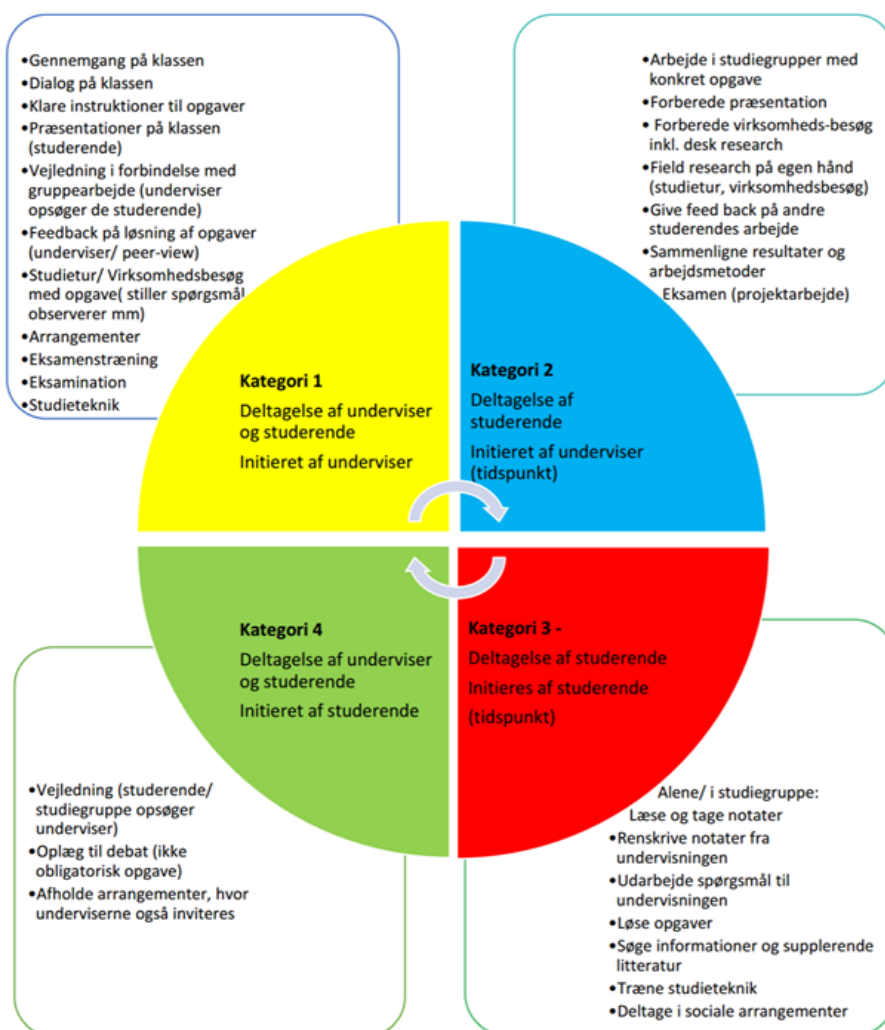 •Gennemgang på klassen
•Dialog på klassen
•Klare instruktioner til opgaver
•Præsentationer på klassen
(studerende)
•Vejledning i forbindelse med
gruppearbejde (underviser
opsøger de studerende)
•Feedback på løsning af opgaver
(underviser/ peer-view)
•Studietur/ Virksomhedsbesøg
med opgave( stiller spørgsmål
observerer mm)
•Arrangementer
•Eksamenstræning
•Eksamination
•Studieteknik
•Arbejde i studiegrupper med
konkret opgave
•Forberede præsentation
• Forberede virksomheds-besøg
inkl. desk research
•Field research på egen hånd
(studietur, virksomhedsbesøg)
•Give feed back på andre
studerendes arbejde
•Sammenligne resultater og
arbejdsmetoder
Eksamen (projektarbejde)
Kategori 1
Deltagelse af underviser
og studerende
Initieret af underviser
Kategori 2
Deltagelse af
studerende
Initieret af underviser
(tidspunkt)
Kategori 4
Deltagelse af underviser
og studerende
Initieret af studerende
Kategori 3 -
Deltagelse af studerende
Initieres af studerende
(tidspunkt)
•Vejledning (studerende/
studiegruppe opsøger
underviser)
•Oplæg til debat (ikke
obligatorisk opgave)
•Afholde arrangementer, hvor
underviserne også inviteres
Alene/ i studiegruppe:
Læse og tage notater
•Renskrive notater fra
undervisningen
•Udarbejde spørgsmål til
undervisningen
•Løse opgaver
•Søge informationer og supplerende
litteratur
•Træne studieteknik
•Deltage i sociale arrangementer